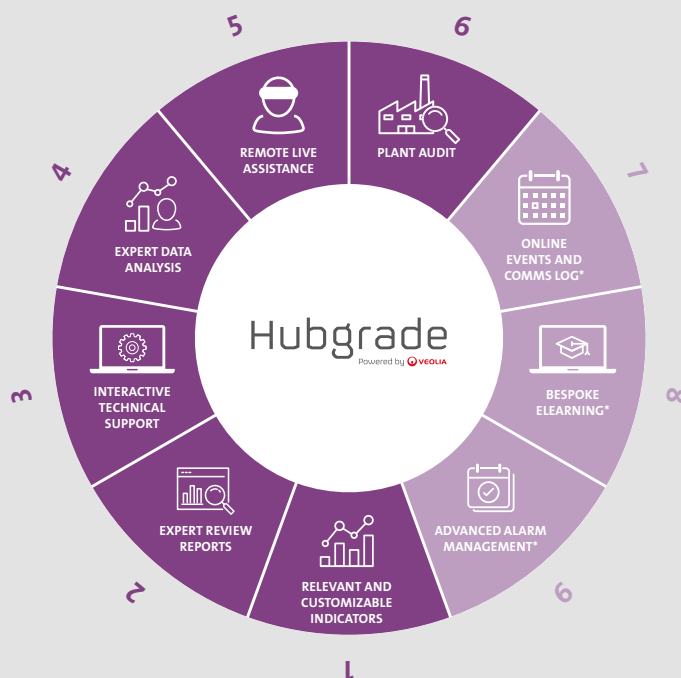 5
6
REMOTE LIVE
ASSISTANCE
PLANT AUDIT
4
7
EXPERT DATA
ANALYSIS
ONLINE
EVENTS AND
COMMS LOG*
Hubgrade
Powered by VEOLIA
3
INTERACTIVE
TECHNICAL
SUPPORT
8
BESPOKE
ELEARNING*
2
EXPERT REVIEW
REPORTS
9
ADVANCED ALARM
MANAGEMENT*
1
RELEVANT AND
CUSTOMIZABLE
INDICATORS